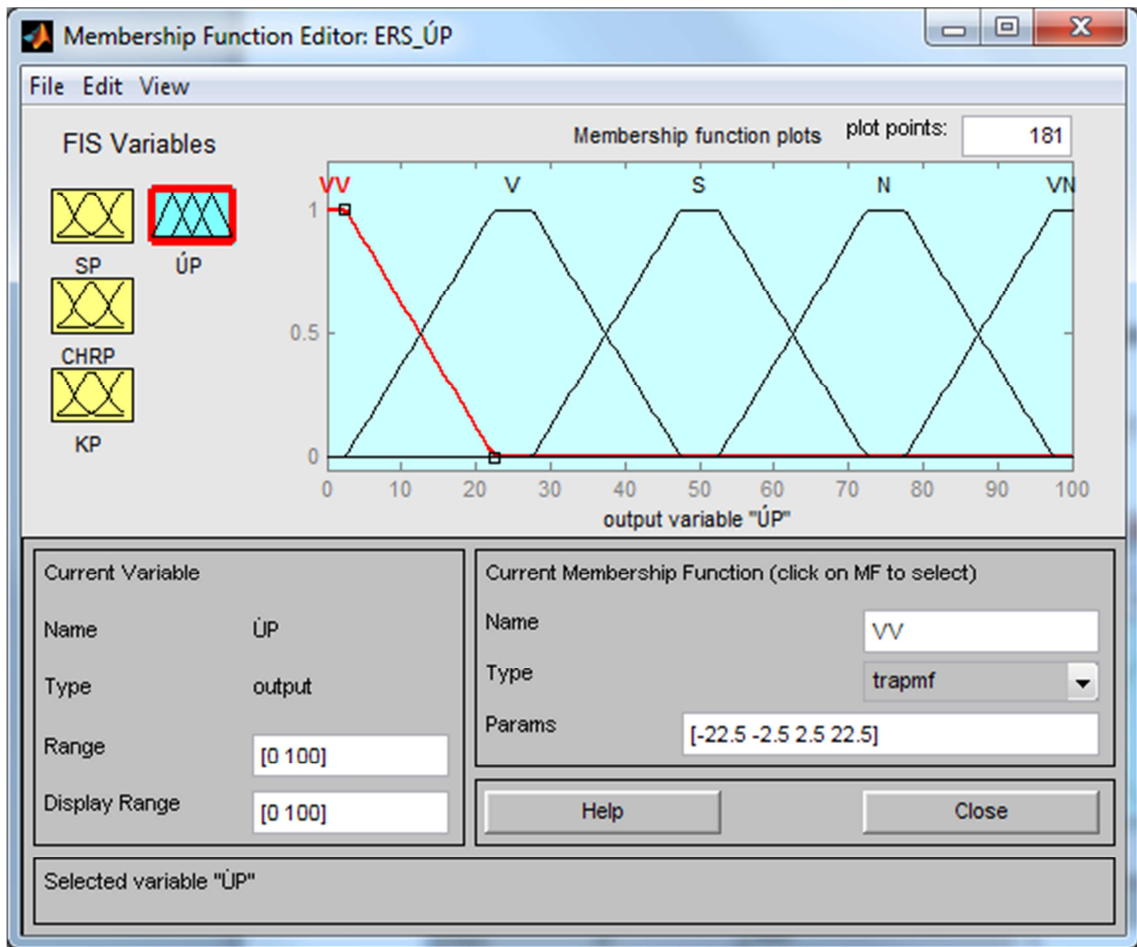 Membership Function Editor: ERS_ÚP
File Edit View
FIS Variables
SP
ÚP
CHRP
KP
Membership function plots
plot points:
181
VV
V
S
N
VN
1
0.5
0
0 10 20 30 40 50 60 70 80 90 100
output variable "ÚP"
Current Variable
Name ÚP
Type output
Range [0 100]
Display Range [0 100]
Current Membership Function (click on MF to select)
Name VV
Type trapmf
Params [-22.5 -2.5 2.5 22.5]
Help
Close
Selected variable "ÚP"